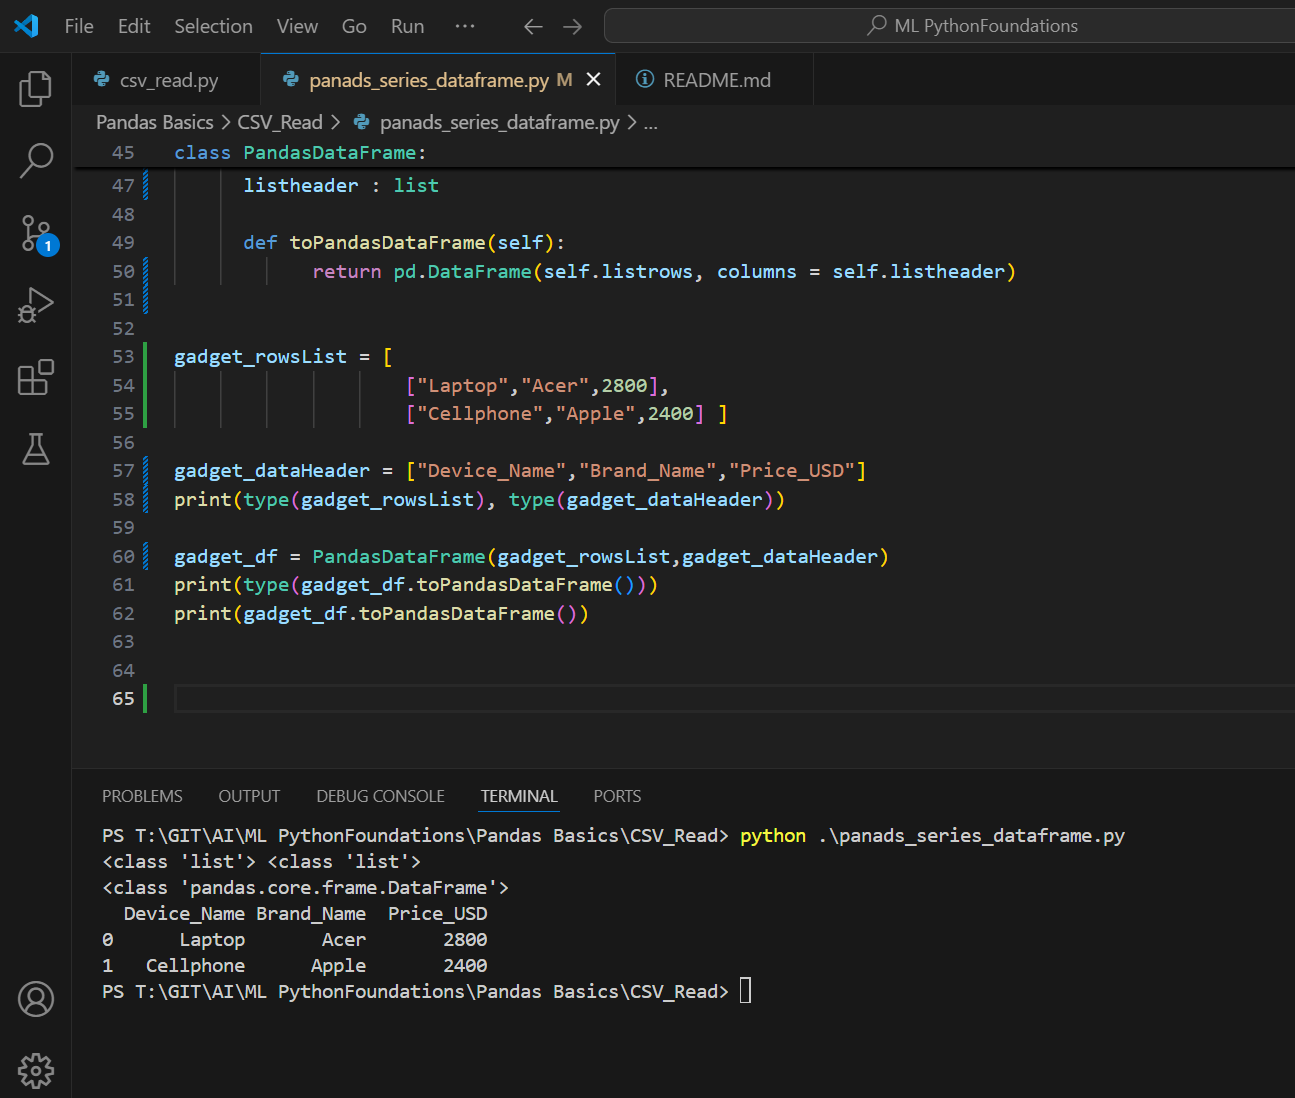 File Edit Selection View Go Run ··· ML PythonFoundations
csv_read.py panads_series_dataframe.py M README.md
Pandas Basics > CSV_Read > panads_series_dataframe.py > ...
45 class PandasDataFrame:
47 listheader : list
48
49 def toPandasDataFrame(self):
50 return pd.DataFrame(self.listrows, columns = self.listheader)
51
52
53 gadget_rowsList = [
54 ["Laptop","Acer",2800],
55 ["Cellphone","Apple",2400] ]
56
57 gadget_dataHeader = ["Device_Name","Brand_Name","Price_USD"]
58 print(type(gadget_rowsList), type(gadget_dataHeader))
59
60 gadget_df = PandasDataFrame(gadget_rowsList,gadget_dataHeader)
61 print(type(gadget_df.toPandasDataFrame()))
62 print(gadget_df.toPandasDataFrame())
63
64
65
1
PROBLEMS OUTPUT DEBUG CONSOLE TERMINAL PORTS
PS T:\GIT\AI\ML PythonFoundations\Pandas Basics\CSV_Read> python .\panads_series_dataframe.py
<class 'list'> <class 'list'>
<class 'pandas.core.frame.DataFrame'>
Device_Name Brand_Name Price_USD
0 Laptop Acer 2800
1 Cellphone Apple 2400
PS T:\GIT\AI\ML PythonFoundations\Pandas Basics\CSV_Read>